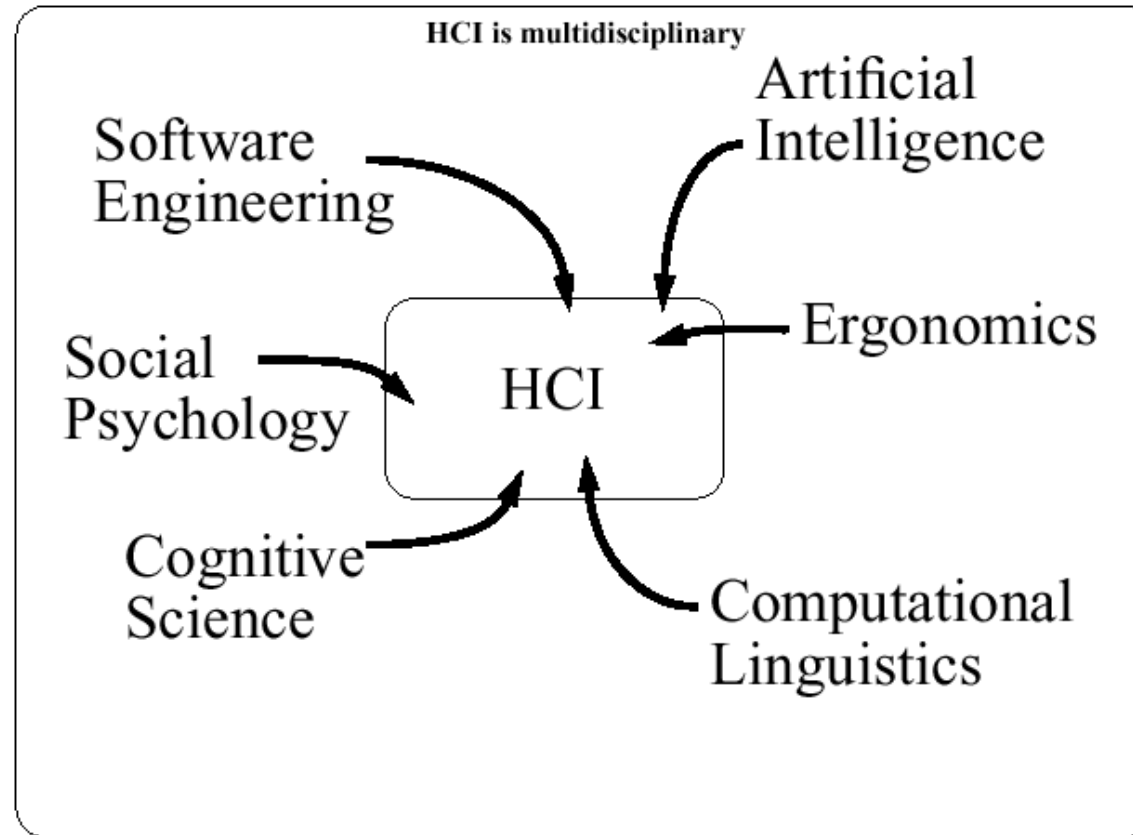 HCI is multidisciplinary
Artificial
Intelligence
Software
Engineering
Ergonomics
Social
Psychology
HCI
Cognitive
Science
Computational
Linguistics